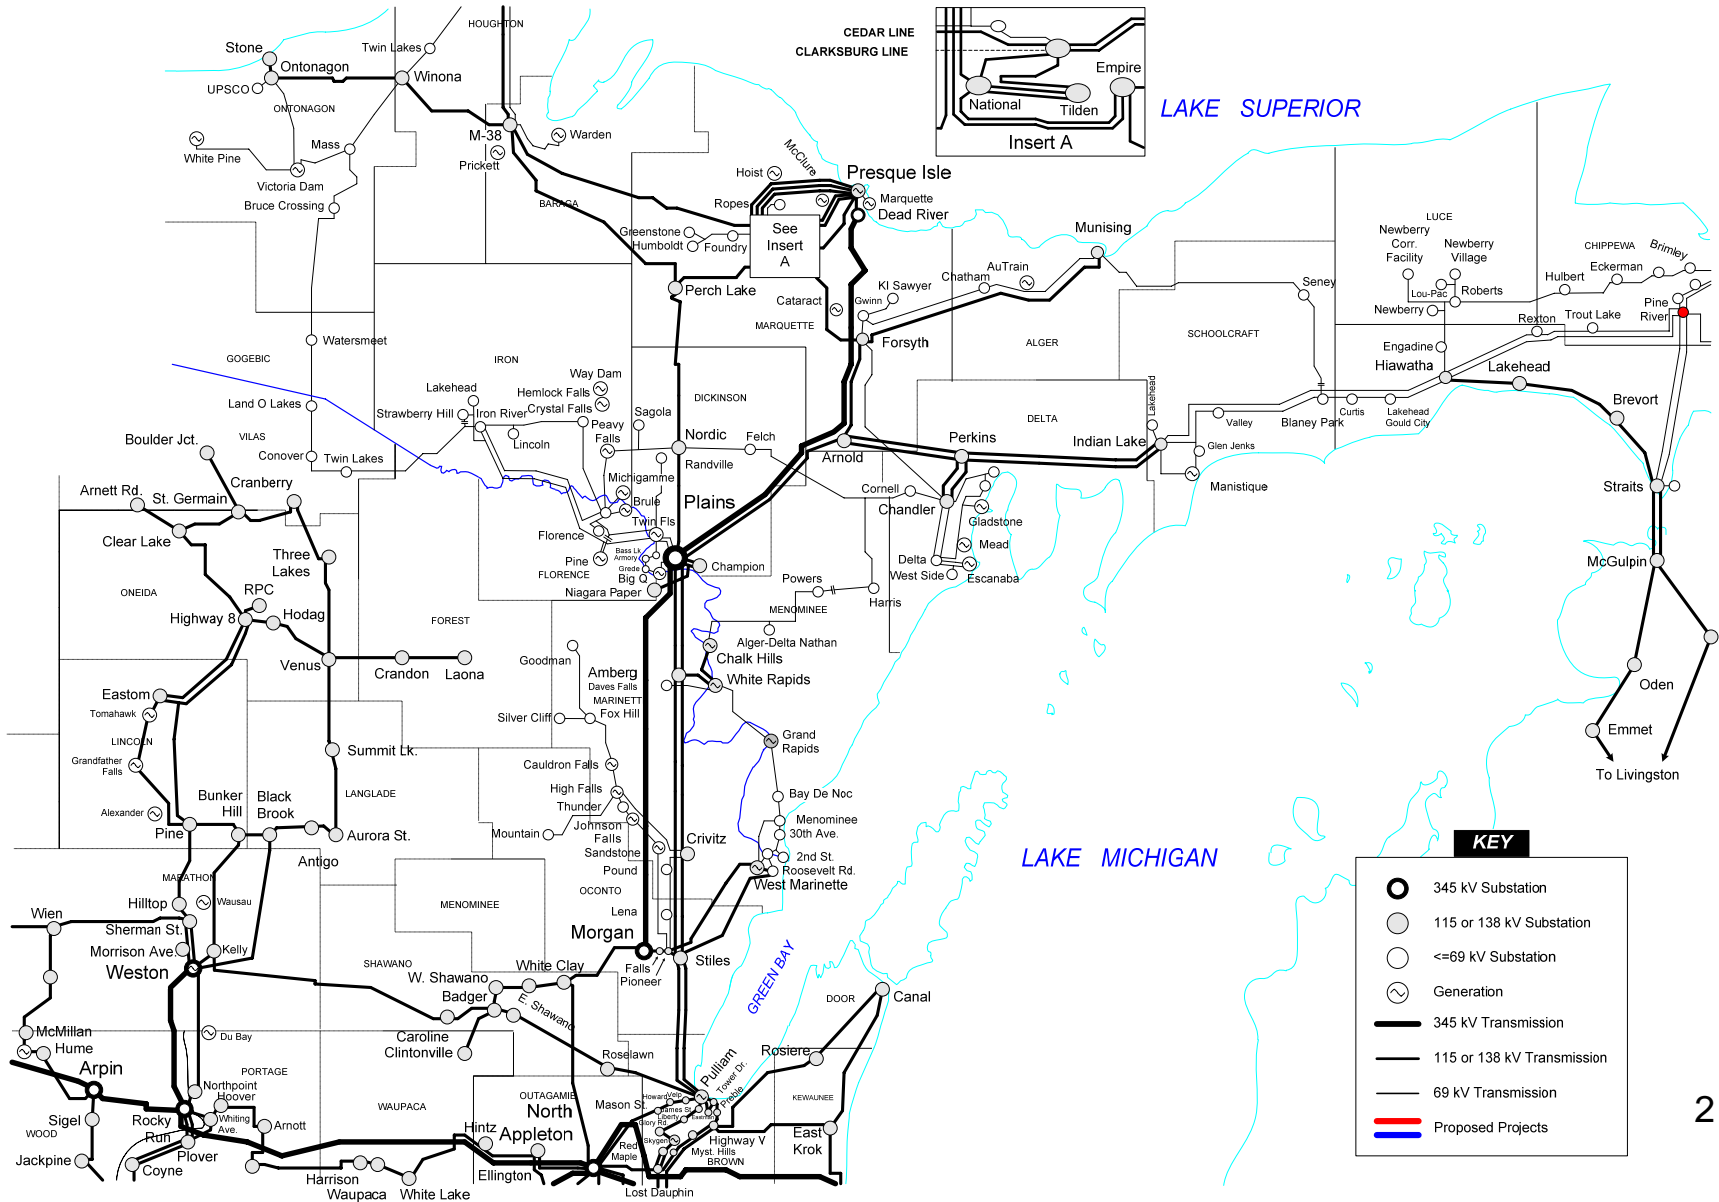 CEDAR LINE
CLARKSBURG LINE
Empire
National
Tilden
Insert A
LAKE SUPERIOR
HOUGHTON
Stone
Twin Lakes
Ontonagon
Winona
UPSCO
ONTONAGON
M-38
Warden
Prickett
White Pine
Mass
Victoria Dam
Bruce Crossing
BARAGA
McClure
Hoist
Presque Isle
Ropes
Marquette
Dead River
Greenstone
Humboldt
Foundry
See
Insert
A
Munising
Perch Lake
Cataract
KI Sawyer
Gwinn
Chatham
AuTrain
MARQUETTE
Forsyth
ALGER
Seney
SCHOOLCRAFT
LUCE
Newberry
Corr.
Facility
Newberry
Village
CHIPPEWA
Brimley
Hulbert
Eckerman
Lou-Pac
Roberts
Newberry
Pine
River
Rexton
Trout Lake
Engadine
Hiawatha
Lakehead
Brevort
Watersmeet
GOGEBIC
IRON
Way Dam
Hemlock Falls
Crystal Falls
Lakehead
Strawberry Hill
Iron River
Lincoln
Peavy
Falls
Sagola
DICKINSON
Land O Lakes
VILAS
Conover
Twin Lakes
Nordic
Randville
Felch
Arnold
Perkins
DELTA
Indian Lake
Lakehead
Valley
Blaney Park
Curtis
Lakehead
Gould City
Glen Jenks
Manistique
Straits
McGulpin
Oden
Emmet
To Livingston
Boulder Jct.
Arnett Rd.
St. Germain
Cranberry
Clear Lake
Three
Lakes
Michigamme
Brule
Twin Fls
Florence
Pine
FLORENCE
Bass Lk
Armory
Grede
Big Q
Niagara Paper
Plains
Champion
Cornell
Chandler
Gladstone
Mead
Delta
West Side
Escanaba
Powers
Harris
MENOMINEE
Alger-Delta Nathan
ONEIDA
RPC
Highway 8
Hodag
FOREST
Venus
Crandon
Laona
Goodman
Amberg
Daves Falls
MARINETT
Chalk Hills
White Rapids
Eastom
Tomahawk
LINCOLN
Grandfather
Falls
Alexander
Silver Cliff
Fox Hill
Grand
Rapids
Summit Lk.
Cauldron Falls
High Falls
Thunder
Bay De Noc
Bunker
Hill
Black
Brook
LANGLADE
Pine
Aurora St.
Antigo
Mountain
Johnson
Falls
Sandstone
Pound
Crivitz
Menominee
30th Ave.
2nd St.
Roosevelt Rd.
West Marinette
OCONTO
LAKE MICHIGAN
MARATHON
Wausau
Hilltop
Wien
Sherman St.
Morrison Ave.
Kelly
Weston
MENOMINEE
Lena
Morgan
Stiles
Falls
Pioneer
SHAWANO
W. Shawano
White Clay
Badger
E. Shawano
Caroline
Clintonville
GREEN BAY
DOOR
Canal
McMillan
Hume
Du Bay
Arpin
PORTAGE
Northpoint
Hoover
Sigel
WOOD
Rocky
Run
Whiting
Ave.
Arnott
Jackpine
Plover
Coyne
WAUPACA
Roselawn
Rosiere
OUTAGAMIE
North
Appleton
Hintz
Ellington
Harrison
Waupaca
White Lake
Pulliam
Tower Dr.
Preble
Mason St.
Howard
Velp
James St.
Liberty
Glory Rd.
Eastman
Skygen
Red
Maple
Highway V
Myst. Hills
BROWN
Lost Dauphin
KEWAUNEE
East
Krok
KEY
345 kV Substation
115 or 138 kV Substation
<=69 kV Substation
Generation
345 kV Transmission
115 or 138 kV Transmission
69 kV Transmission
Proposed Projects
2